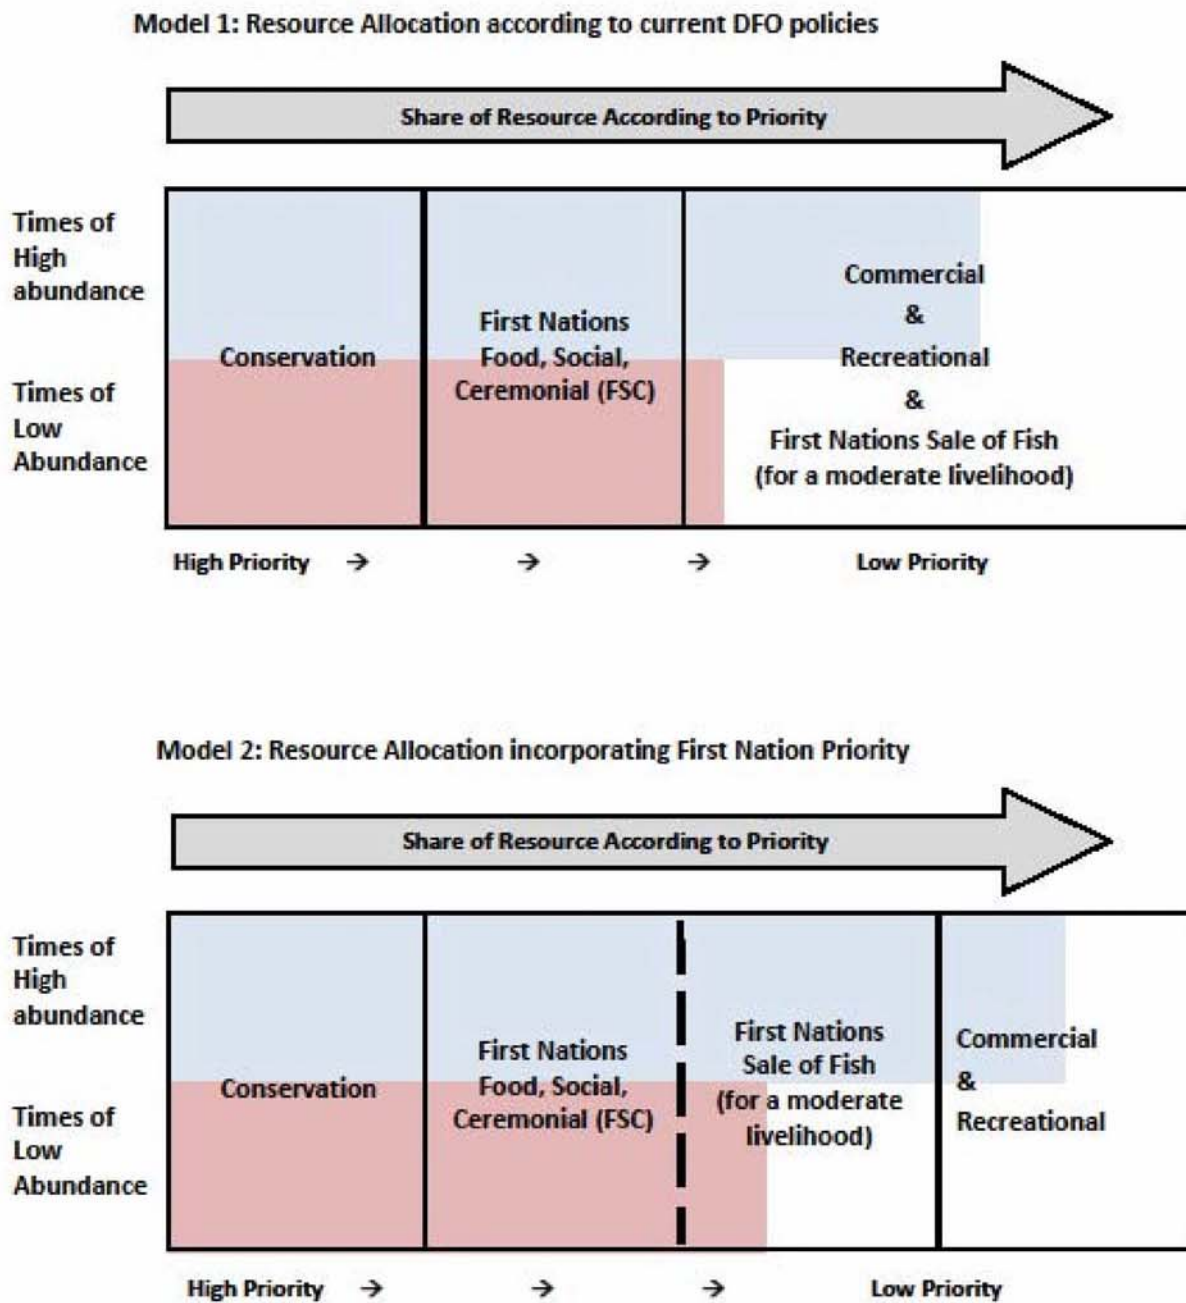 Model 1: Resource Allocation according to current DFO policies
Share of Resource According to Priority
Times of
High
abundance
Times of
Low
Abundance
Conservation
First Nations
Food, Social,
Ceremonial (FSC)
Commercial
&
Recreational
&
First Nations Sale of Fish
(for a moderate livelihood)
High Priority → → → Low Priority
Model 2: Resource Allocation incorporating First Nation Priority
Share of Resource According to Priority
Times of
High
abundance
Times of
Low
Abundance
Conservation
First Nations
Food, Social,
Ceremonial (FSC)
First Nations
Sale of Fish
(for a moderate
livelihood)
Commercial
&
Recreational
High Priority → → → Low Priority